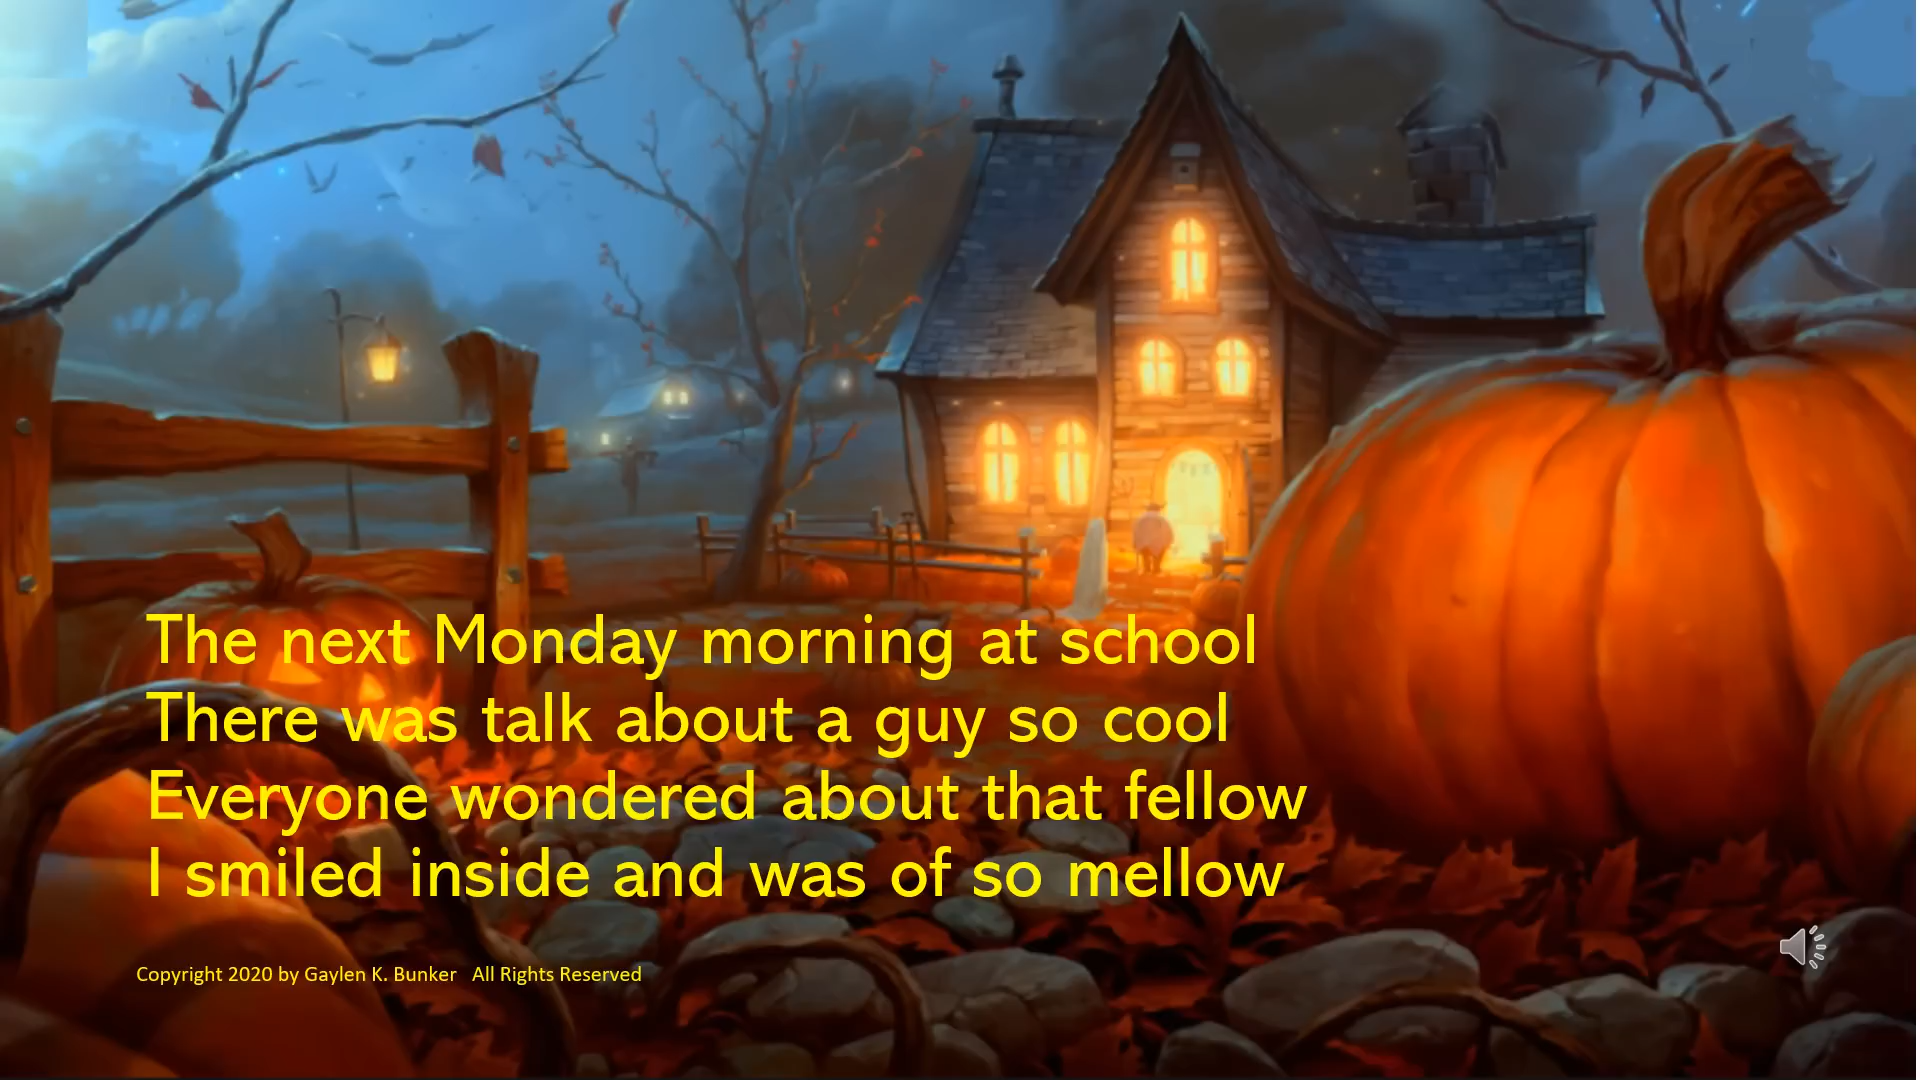 The next Monday morning at school
There was talk about a guy so cool
Everyone wondered about that fellow
I smiled inside and was of so mellow
Copyright 2020 by Gaylen K. Bunker   All Rights Reserved